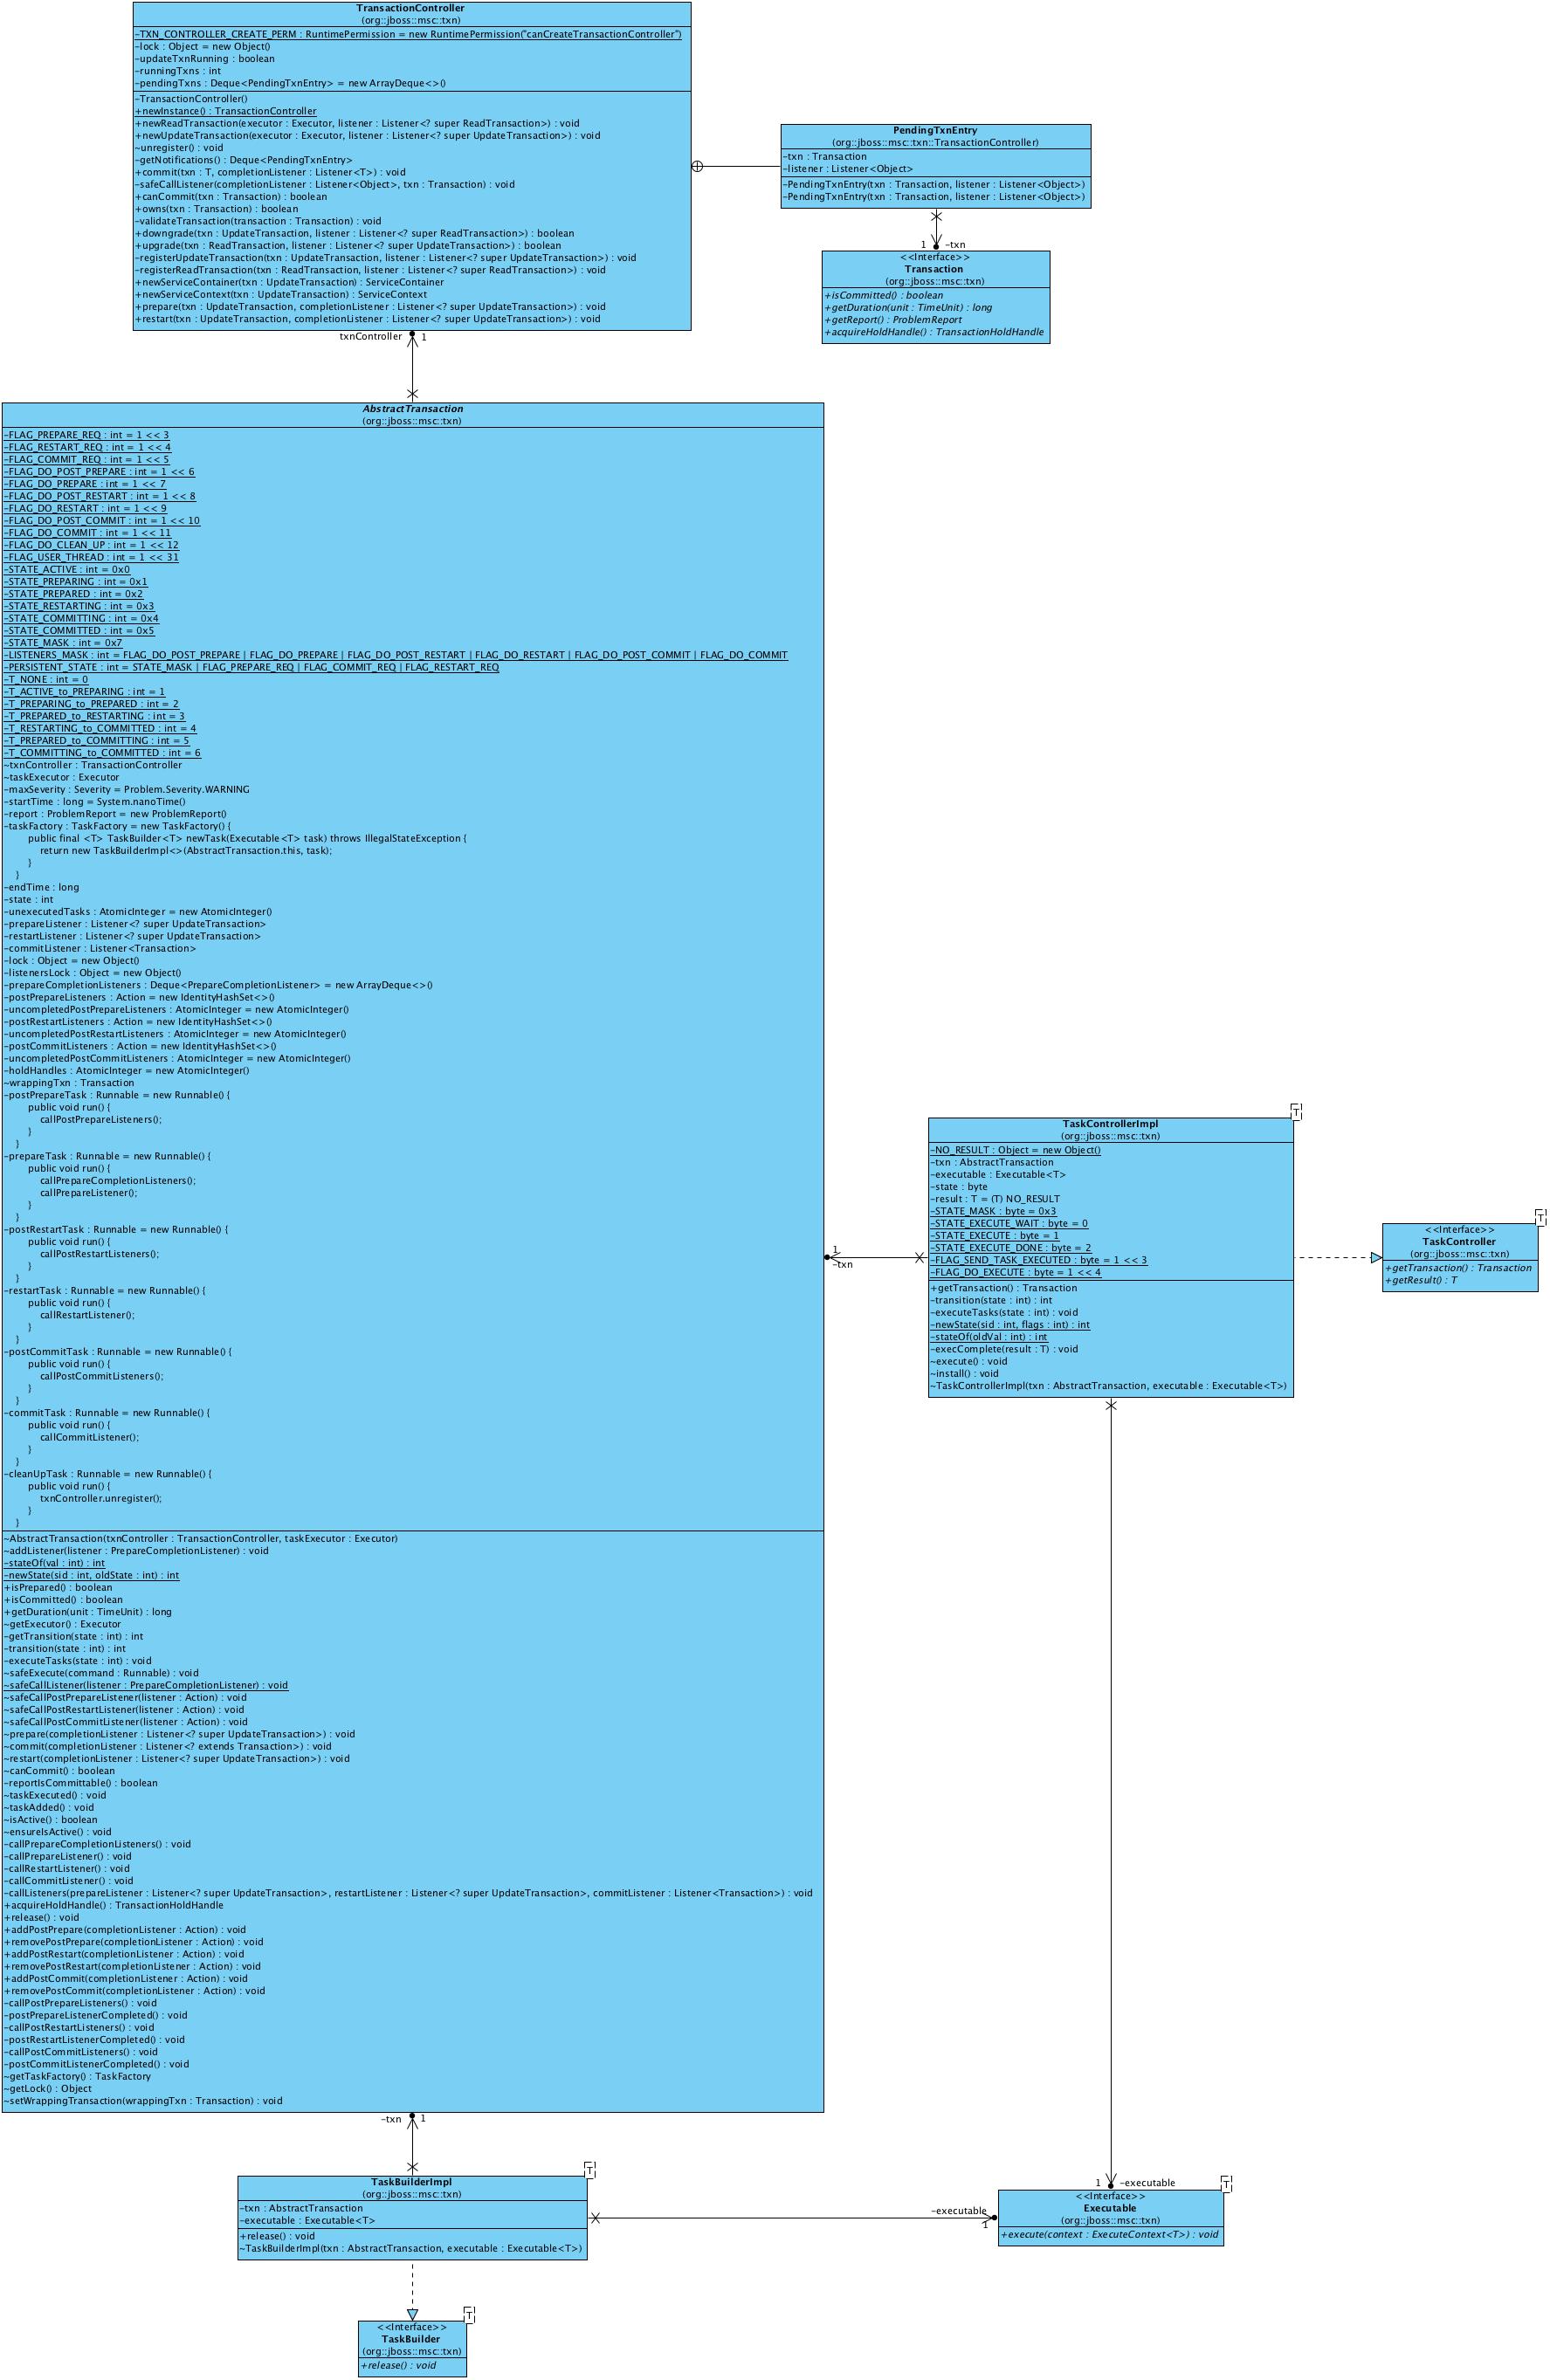 TransactionController
(org::jboss::msc::txn)
-TXN_CONTROLLER_CREATE_PERM : RuntimePermission = new RuntimePermission("canCreateTransactionController")
-lock : Object = new Object()
-updateTxnRunning : boolean
-runningTxns : int
-pendingTxns : Deque<PendingTxnEntry> = new ArrayDeque<>()
-TransactionController()
+newInstance() : TransactionController
+newReadTransaction(executor : Executor, listener : Listener<? super ReadTransaction>) : void
+newUpdateTransaction(executor : Executor, listener : Listener<? super UpdateTransaction>) : void
~unregister() : void
-getNotifications() : Deque<PendingTxnEntry>
+commit(txn : T, completionListener : Listener<T>) : void
-safeCallListener(completionListener : Listener<Object>, txn : Transaction) : void
+canCommit(txn : Transaction) : boolean
+owns(txn : Transaction) : boolean
-validateTransaction(transaction : Transaction) : void
+downgrade(txn : UpdateTransaction, listener : Listener<? super ReadTransaction>) : boolean
+upgrade(txn : ReadTransaction, listener : Listener<? super UpdateTransaction>) : boolean
-registerUpdateTransaction(txn : UpdateTransaction, listener : Listener<? super UpdateTransaction>) : void
-registerReadTransaction(txn : ReadTransaction, listener : Listener<? super ReadTransaction>) : void
+newServiceContainer(txn : UpdateTransaction) : ServiceContainer
+newServiceContext(txn : UpdateTransaction) : ServiceContext
+prepare(txn : UpdateTransaction, completionListener : Listener<? super UpdateTransaction>) : void
+restart(txn : UpdateTransaction, completionListener : Listener<? super UpdateTransaction>) : void
PendingTxnEntry
(org::jboss::msc::txn::TransactionController)
-txn : Transaction
-listener : Listener<Object>
-PendingTxnEntry(txn : Transaction, listener : Listener<Object>)
-PendingTxnEntry(txn : Transaction, listener : Listener<Object>)
1 -txn
<<Interface>>
Transaction
(org::jboss::msc::txn)
+isCommitted() : boolean
+getDuration(unit : TimeUnit) : long
+getReport() : ProblemReport
+acquireHoldHandle() : TransactionHoldHandle
txnController 1
AbstractTransaction
(org::jboss::msc::txn)
-FLAG_PREPARE_REQ : int = 1 << 3
-FLAG_RESTART_REQ : int = 1 << 4
-FLAG_COMMIT_REQ : int = 1 << 5
-FLAG_DO_POST_PREPARE : int = 1 << 6
-FLAG_DO_PREPARE : int = 1 << 7
-FLAG_DO_POST_RESTART : int = 1 << 8
-FLAG_DO_RESTART : int = 1 << 9
-FLAG_DO_POST_COMMIT : int = 1 << 10
-FLAG_DO_COMMIT : int = 1 << 11
-FLAG_DO_CLEAN_UP : int = 1 << 12
-FLAG_USER_THREAD : int = 1 << 31
-STATE_ACTIVE : int = 0x0
-STATE_PREPARING : int = 0x1
-STATE_PREPARED : int = 0x2
-STATE_RESTARTING : int = 0x3
-STATE_COMMITTING : int = 0x4
-STATE_COMMITTED : int = 0x5
-STATE_MASK : int = 0x7
-LISTENERS_MASK : int = FLAG_DO_POST_PREPARE | FLAG_DO_PREPARE | FLAG_DO_POST_RESTART | FLAG_DO_RESTART | FLAG_DO_POST_COMMIT | FLAG_DO_COMMIT
-PERSISTENT_STATE : int = STATE_MASK | FLAG_PREPARE_REQ | FLAG_COMMIT_REQ | FLAG_RESTART_REQ
-T_NONE : int = 0
-T_ACTIVE_to_PREPARING : int = 1
-T_PREPARING_to_PREPARED : int = 2
-T_PREPARED_to_RESTARTING : int = 3
-T_RESTARTING_to_COMMITTED : int = 4
-T_PREPARED_to_COMMITTING : int = 5
-T_COMMITTING_to_COMMITTED : int = 6
~txnController : TransactionController
~taskExecutor : Executor
-maxSeverity : Severity = Problem.Severity.WARNING
-startTime : long = System.nanoTime()
-report : ProblemReport = new ProblemReport()
-taskFactory : TaskFactory = new TaskFactory() {
public final <T> TaskBuilder<T> newTask(Executable<T> task) throws IllegalStateException {
return new TaskBuilderImpl<>(AbstractTransaction.this, task);
}
}
-endTime : long
-state : int
-unexecutedTasks : AtomicInteger = new AtomicInteger()
-prepareListener : Listener<? super UpdateTransaction>
-restartListener : Listener<? super UpdateTransaction>
-commitListener : Listener<Transaction>
-lock : Object = new Object()
-listenersLock : Object = new Object()
-prepareCompletionListeners : Deque<PrepareCompletionListener> = new ArrayDeque<>()
-postPrepareListeners : Action = new IdentityHashSet<>()
-uncompletedPostPrepareListeners : AtomicInteger = new AtomicInteger()
-postRestartListeners : Action = new IdentityHashSet<>()
-uncompletedPostRestartListeners : AtomicInteger = new AtomicInteger()
-postCommitListeners : Action = new IdentityHashSet<>()
-uncompletedPostCommitListeners : AtomicInteger = new AtomicInteger()
-holdHandles : AtomicInteger = new AtomicInteger()
~wrappingTxn : Transaction
-postPrepareTask : Runnable = new Runnable() {
public void run() {
callPostPrepareListeners();
}
}
-prepareTask : Runnable = new Runnable() {
public void run() {
callPrepareCompletionListeners();
callPrepareListener();
}
}
-postRestartTask : Runnable = new Runnable() {
public void run() {
callPostRestartListeners();
}
}
-restartTask : Runnable = new Runnable() {
public void run() {
callRestartListener();
}
}
-postCommitTask : Runnable = new Runnable() {
public void run() {
callPostCommitListeners();
}
}
-commitTask : Runnable = new Runnable() {
public void run() {
callCommitListener();
}
}
-cleanUpTask : Runnable = new Runnable() {
public void run() {
txnController.unregister();
}
}
~AbstractTransaction(txnController : TransactionController, taskExecutor : Executor)
~addListener(listener : PrepareCompletionListener) : void
-stateOf(val : int) : int
-newState(sid : int, oldState : int) : int
+isPrepared() : boolean
+isCommitted() : boolean
+getDuration(unit : TimeUnit) : long
~getExecutor() : Executor
-getTransition(state : int) : int
-transition(state : int) : int
-executeTasks(state : int) : void
~safeExecute(command : Runnable) : void
~safeCallListener(listener : PrepareCompletionListener) : void
~safeCallPostPrepareListener(listener : Action) : void
~safeCallPostRestartListener(listener : Action) : void
~safeCallPostCommitListener(listener : Action) : void
~prepare(completionListener : Listener<? super UpdateTransaction>) : void
~commit(completionListener : Listener<? extends Transaction>) : void
~restart(completionListener : Listener<? super UpdateTransaction>) : void
~canCommit() : boolean
-reportIsCommittable() : boolean
~taskExecuted() : void
~taskAdded() : void
~isActive() : boolean
~ensureIsActive() : void
-callPrepareCompletionListeners() : void
-callPrepareListener() : void
-callRestartListener() : void
-callCommitListener() : void
-callListeners(prepareListener : Listener<? super UpdateTransaction>, restartListener : Listener<? super UpdateTransaction>, commitListener : Listener<Transaction>) : void
+acquireHoldHandle() : TransactionHoldHandle
+release() : void
+addPostPrepare(completionListener : Action) : void
+removePostPrepare(completionListener : Action) : void
+addPostRestart(completionListener : Action) : void
+removePostRestart(completionListener : Action) : void
+addPostCommit(completionListener : Action) : void
+removePostCommit(completionListener : Action) : void
-callPostPrepareListeners() : void
-postPrepareListenerCompleted() : void
-callPostRestartListeners() : void
-postRestartListenerCompleted() : void
-callPostCommitListeners() : void
-postCommitListenerCompleted() : void
~getTaskFactory() : TaskFactory
~getLock() : Object
~setWrappingTransaction(wrappingTxn : Transaction) : void
T
TaskControllerImpl
(org::jboss::msc::txn)
-NO_RESULT : Object = new Object()
-txn : AbstractTransaction
-executable : Executable<T>
-state : byte
-result : T = (T) NO_RESULT
-STATE_MASK : byte = 0x3
-STATE_EXECUTE_WAIT : byte = 0
-STATE_EXECUTE : byte = 1
-STATE_EXECUTE_DONE : byte = 2
-FLAG_SEND_TASK_EXECUTED : byte = 1 << 3
-FLAG_DO_EXECUTE : byte = 1 << 4
+getTransaction() : Transaction
-transition(state : int) : int
-executeTasks(state : int) : void
-newState(sid : int, flags : int) : int
-stateOf(oldVal : int) : int
-execComplete(result : T) : void
~execute() : void
~install() : void
~TaskControllerImpl(txn : AbstractTransaction, executable : Executable<T>)
1
-txn
T
<<Interface>>
TaskController
(org::jboss::msc::txn)
+getTransaction() : Transaction
+getResult() : T
-txn 1
T
TaskBuilderImpl
(org::jboss::msc::txn)
-txn : AbstractTransaction
-executable : Executable<T>
+release() : void
~TaskBuilderImpl(txn : AbstractTransaction, executable : Executable<T>)
-executable
1
1 -executable
T
<<Interface>>
Executable
(org::jboss::msc::txn)
+execute(context : ExecuteContext<T>) : void
T
<<Interface>>
TaskBuilder
(org::jboss::msc::txn)
+release() : void